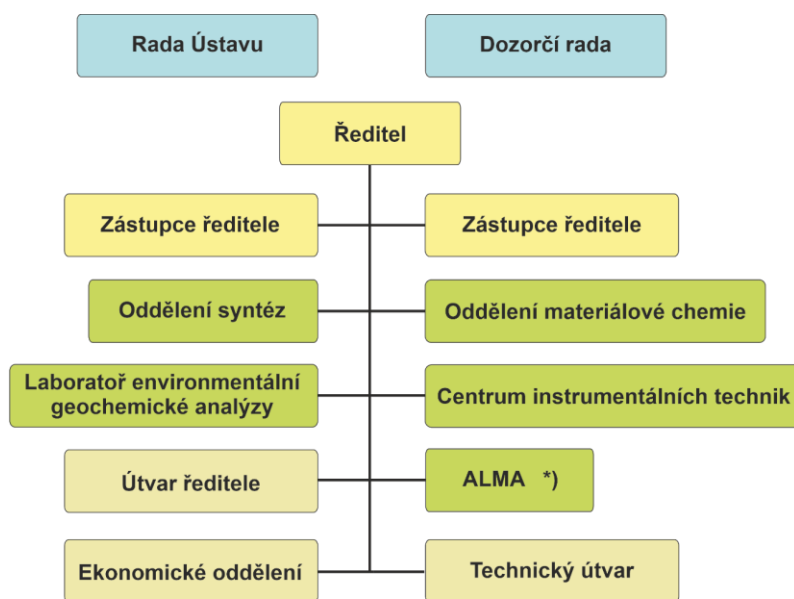 Rada Ústavu
Dozorčí rada
Ředitel
Zástupce ředitele
Zástupce ředitele
Oddělení syntéz
Oddělení materiálové chemie
Laboratoř environmentální
geochemické analýzy
Centrum instrumentálních technik
Útvar ředitele
ALMA *)
Ekonomické oddělení
Technický útvar